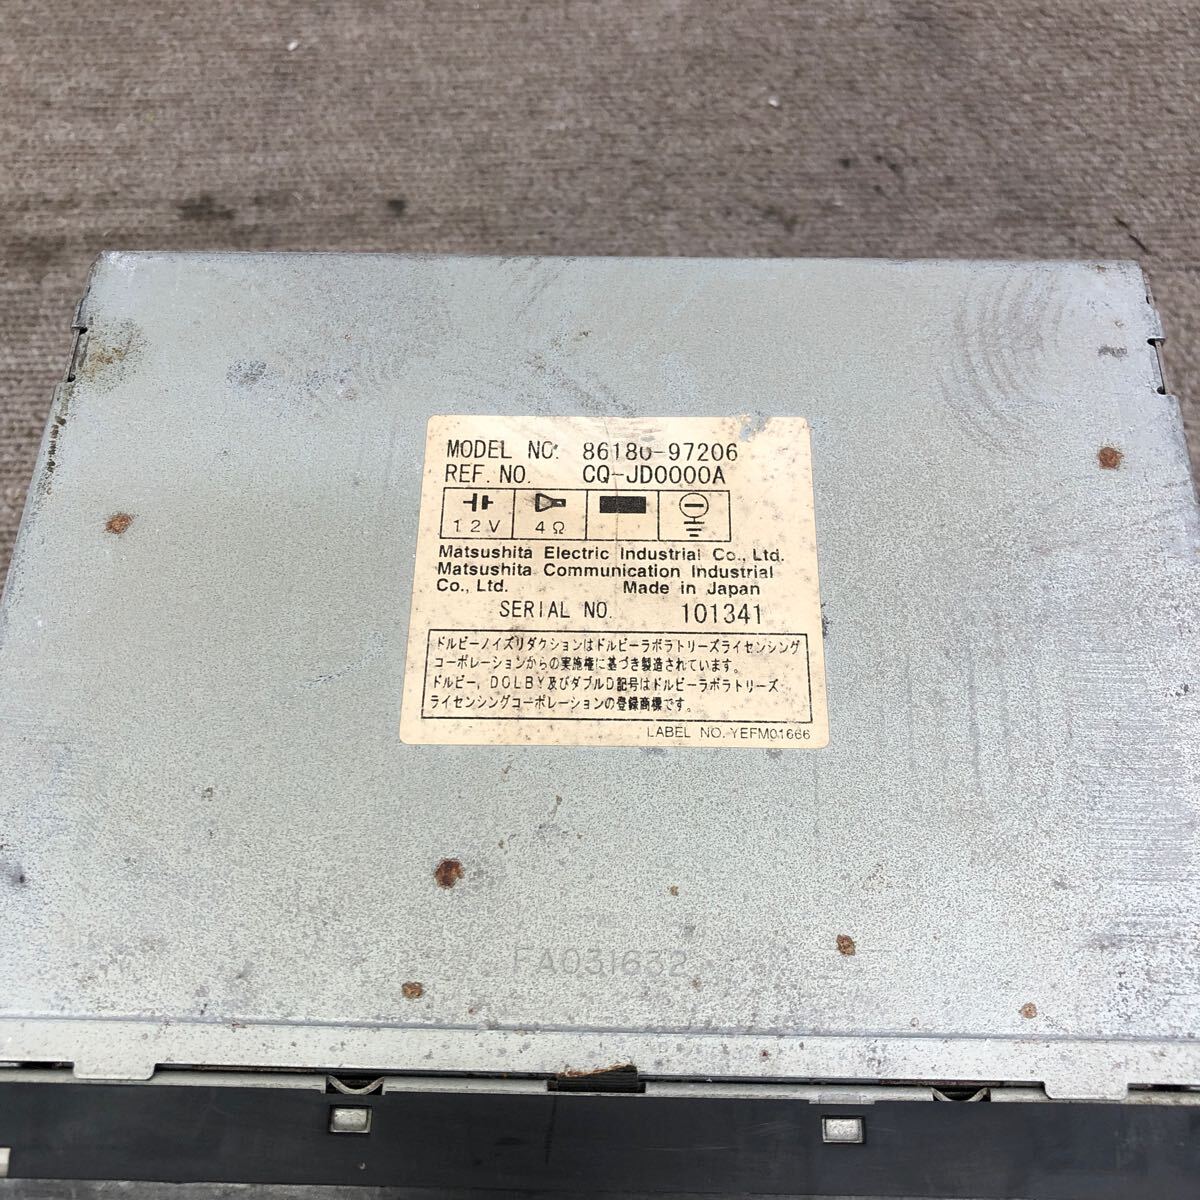 MODEL NO. 86180-97206
REF. NO. CQ-JD0000A
12V 4Ω
Matsushita Electric Industrial Co., Ltd.
Matsushita Communication Industrial
Co., Ltd. Made in Japan
SERIAL NO. 101341
ドルビーノイズリダクションはドルビーラボラトリーズライセンシング
コーポレーションからの実施権に基づき製造されています。
ドルビー, DOLBY及びダブルD記号はドルビーラボラトリーズ
ライセンシングコーポレーションの登録商標です。
LABEL NO. YEFM01666
FA031632